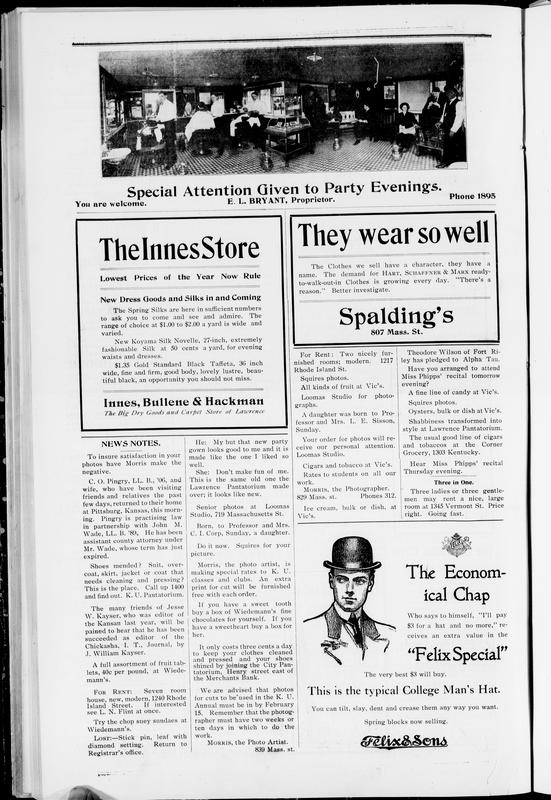 Special Attention Given to Party Evenings.
You are welcome.
E. L. BRYANT, Proprietor.
Phone 1895
The Innes Store
Lowest Prices of the Year Now Rule
New Dress Goods and Silks in and Coming
The Spring Silks are here in sufficient numbers
to ask you to come and see and admire. The
range of choice at $1.00 to $2.00 a yard is wide and
varied.
New Koyama Silk Novelle, 27-inch, extremely
fashionable Silk at 50 cents a yard, for evening
waists and dresses.
$1.35 Gold Standard Black Taffeta, 36 inch
wide, fine and firm, good body, lovely lustre, beau-
tiful black, an opportunity you should not miss.
Innes, Bullene & Hackman
The Big Dry Goods and Carpet Store of Lawrence
They wear so well
The Clothes we sell have a character, they have a
name. The demand for HART, SCHAFFNER & MARX ready-
to-walk-out-in Clothes is growing every day. "There's a
reason." Better investigate.
Spalding's
807 Mass. St.
NEWS NOTES.
To insure satisfaction in your
photos have Morris make the
negative.
C. O. Pingry, LL. B., '06, and
wife, who have been visiting
friends and relatives the past
few days, returned to their home
at Pittsburg, Kansas, this morn-
ing. Pingry is practising law
in partnership with John M.
Wade, LL. B. '89. He has been
assistant county attorney under
Mr. Wade, whose term has just
expired.
Shoes mended? Suit, over-
coat, skirt, jacket or coat that
needs cleaning and pressing?
This is the place. Call up 1400
and find out. K. U. Pantatorium.
The many friends of Jesse
W. Kayser, who was editor of
the Kansan last year, will be
pained to hear that he has been
succeeded as editor of the
Chickasha, I. T., Journal, by
J. William Kayser.
A full assortment of fruit tab-
lets, 40c per pound, at Wiede-
mann's.
FOR RENT: Seven room
house, new, modern, 1240 Rhode
Island Street. If interested
see L. N. Flint at once.
Try the chop suey sundaes at
Wiedemann's.
LOST:—Stick pin, leaf with
diamond setting. Return to
Registrar's office.
He: My but that new party
gown looks good to me and it is
made like the one I liked so
well.
She: Don't make fun of me.
This is the same old one the
Lawrence Pantatorium made
over; it looks like new.
Senior photos at Loomas
Studio, 719 Massachusetts St.
Born, to Professor and Mrs.
C. I. Corp, Sunday, a daughter.
Do it now. Squires for your
picture.
Morris, the photo artist, is
making special rates to K. U.
classes and clubs. An extra
print for cut will be furnished
free with each order.
If you have a sweet tooth
buy a box of Wiedemann's fine
chocolates for yourself. If you
have a sweetheart buy a box for
her.
It only costs three cents a day
to keep your clothes cleaned
and pressed and your shoes
shined by joining the City Pan-
tatorium, Henry street east of
the Merchants Bank.
We are advised that photos
for cuts to be used in the K. U.
Annual must be in by February
15. Remember that the photog-
rapher must have two weeks or
ten days in which to do the
work.
MORRIS, the Photo Artist.
839 Mass. st.
For Rent: Two nicely fur-
nished rooms; modern. 1217
Rhode Island St.
Squires photos.
All kinds of fruit at Vic's.
Loomas Studio for photo-
graphs.
A daughter was born to Pro-
fessor and Mrs. L. E. Sisson,
Sunday.
Your order for photos will re-
ceive our personal attention.
Loomas Studio.
Cigars and tobacco at Vic's.
Rates to students on all our
work.
MORRIS, the Photographer.
829 Mass. st. Phones 312.
Ice cream, bulk or dish, at
Vic's.
Theodore Wilson of Fort Ri-
ley has pledged to Alpha Tau.
Have you arranged to attend
Miss Phipps' recital tomorrow
evening?
A fine line of candy at Vic's.
Squires photos.
Oysters, bulk or dish at Vic's.
Shabbiness transformed into
style at Lawrence Pantatorium.
The usual good line of cigars
and tobaccos at the Corner
Grocery, 1303 Kentucky.
Hear Miss Phipps' recital
Thursday evening.
Three in One.
Three ladies or three gentle-
men may rent a nice, large
room at 1345 Vermont St. Price
right. Going fast.
The Econom-
ical Chap
Who says to himself, "I'll pay
$3 for a hat and no more," re-
ceives an extra value in the
"Felix Special"
The very best $3 will buy.
This is the typical College Man's Hat.
You can tilt, slay, dent and crease them any way you want.
Spring blocks now selling.
Felix & Sons